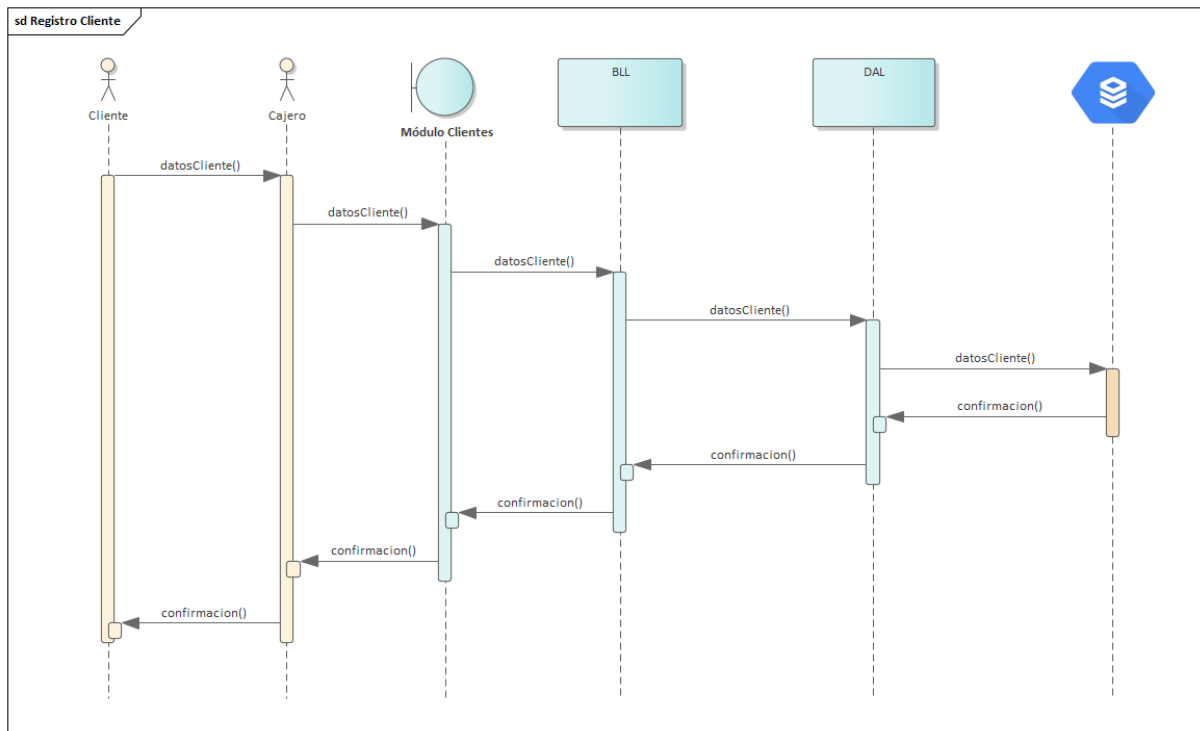 sd Registro Cliente
Cliente
Cajero
Módulo Clientes
BLL
DAL
datosCliente()
datosCliente()
datosCliente()
datosCliente()
datosCliente()
confirmacion()
confirmacion()
confirmacion()
confirmacion()
confirmacion()